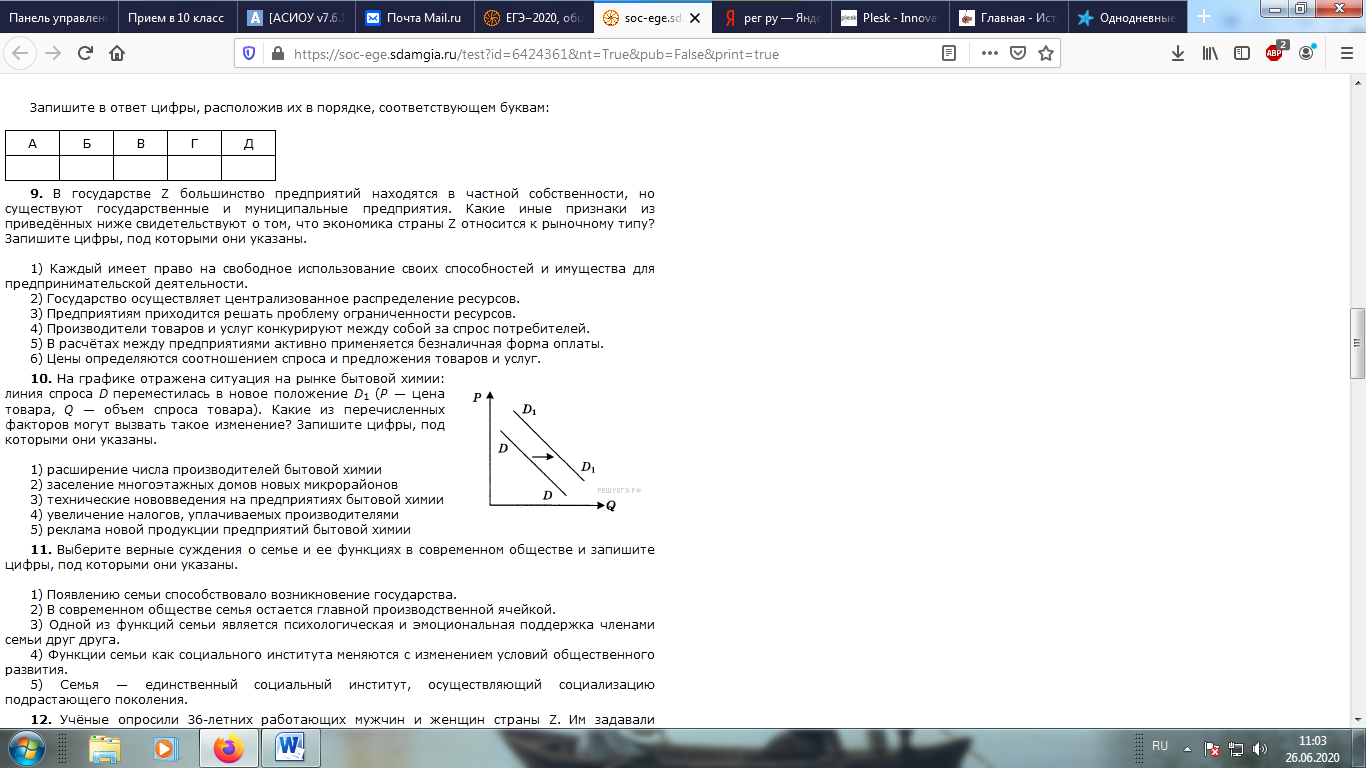 Панель управлен
Прием в 10 класс
[АСИОУ v7.6.
Почта Mail.ru
ЕГЭ–2020, общ
soc-ege.sd
рег ру — Янде
Plesk - Innovat
Главная - Ист
Однодневные
https://soc-ege.sdamgia.ru/test?id=6424361&nt=True&pub=False&print=true
ABP 2
Запишите в ответ цифры, расположив их в порядке, соответствующем буквам:
А Б В Г Д
9. В государстве Z большинство предприятий находятся в частной собственности, но
существуют государственные и муниципальные предприятия. Какие иные признаки из
приведённых ниже свидетельствуют о том, что экономика страны Z относится к рыночному типу?
Запишите цифры, под которыми они указаны.
1) Каждый имеет право на свободное использование своих способностей и имущества для
предпринимательской деятельности.
2) Государство осуществляет централизованное распределение ресурсов.
3) Предприятиям приходится решать проблему ограниченности ресурсов.
4) Производители товаров и услуг конкурируют между собой за спрос потребителей.
5) В расчётах между предприятиями активно применяется безналичная форма оплаты.
6) Цены определяются соотношением спроса и предложения товаров и услуг.
10. На графике отражена ситуация на рынке бытовой химии:
линия спроса D переместилась в новое положение D1 (P — цена
товара, Q — объем спроса товара). Какие из перечисленных
факторов могут вызвать такое изменение? Запишите цифры, под
которыми они указаны.
P
D1
D
D1
D
Q
РЕШУЕГЭ.РФ
1) расширение числа производителей бытовой химии
2) заселение многоэтажных домов новых микрорайонов
3) технические нововведения на предприятиях бытовой химии
4) увеличение налогов, уплачиваемых производителями
5) реклама новой продукции предприятий бытовой химии
11. Выберите верные суждения о семье и ее функциях в современном обществе и запишите
цифры, под которыми они указаны.
1) Появлению семьи способствовало возникновение государства.
2) В современном обществе семья остается главной производственной ячейкой.
3) Одной из функций семьи является психологическая и эмоциональная поддержка членами
семьи друг друга.
4) Функции семьи как социального института меняются с изменением условий общественного
развития.
5) Семья — единственный социальный институт, осуществляющий социализацию
подрастающего поколения.
12. Учёные опросили 36-летних работающих мужчин и женщин страны Z. Им задавали
RU
11:03
26.06.2020